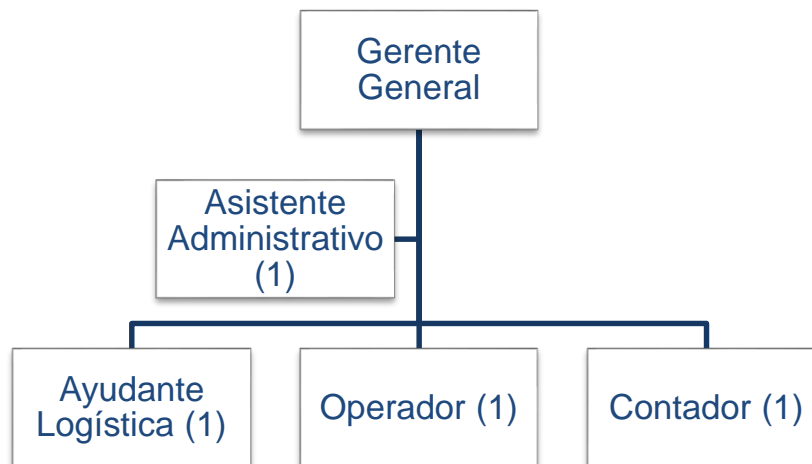 Gerente
General
Asistente
Administrativo
(1)
Ayudante
Logística (1)
Operador (1)
Contador (1)